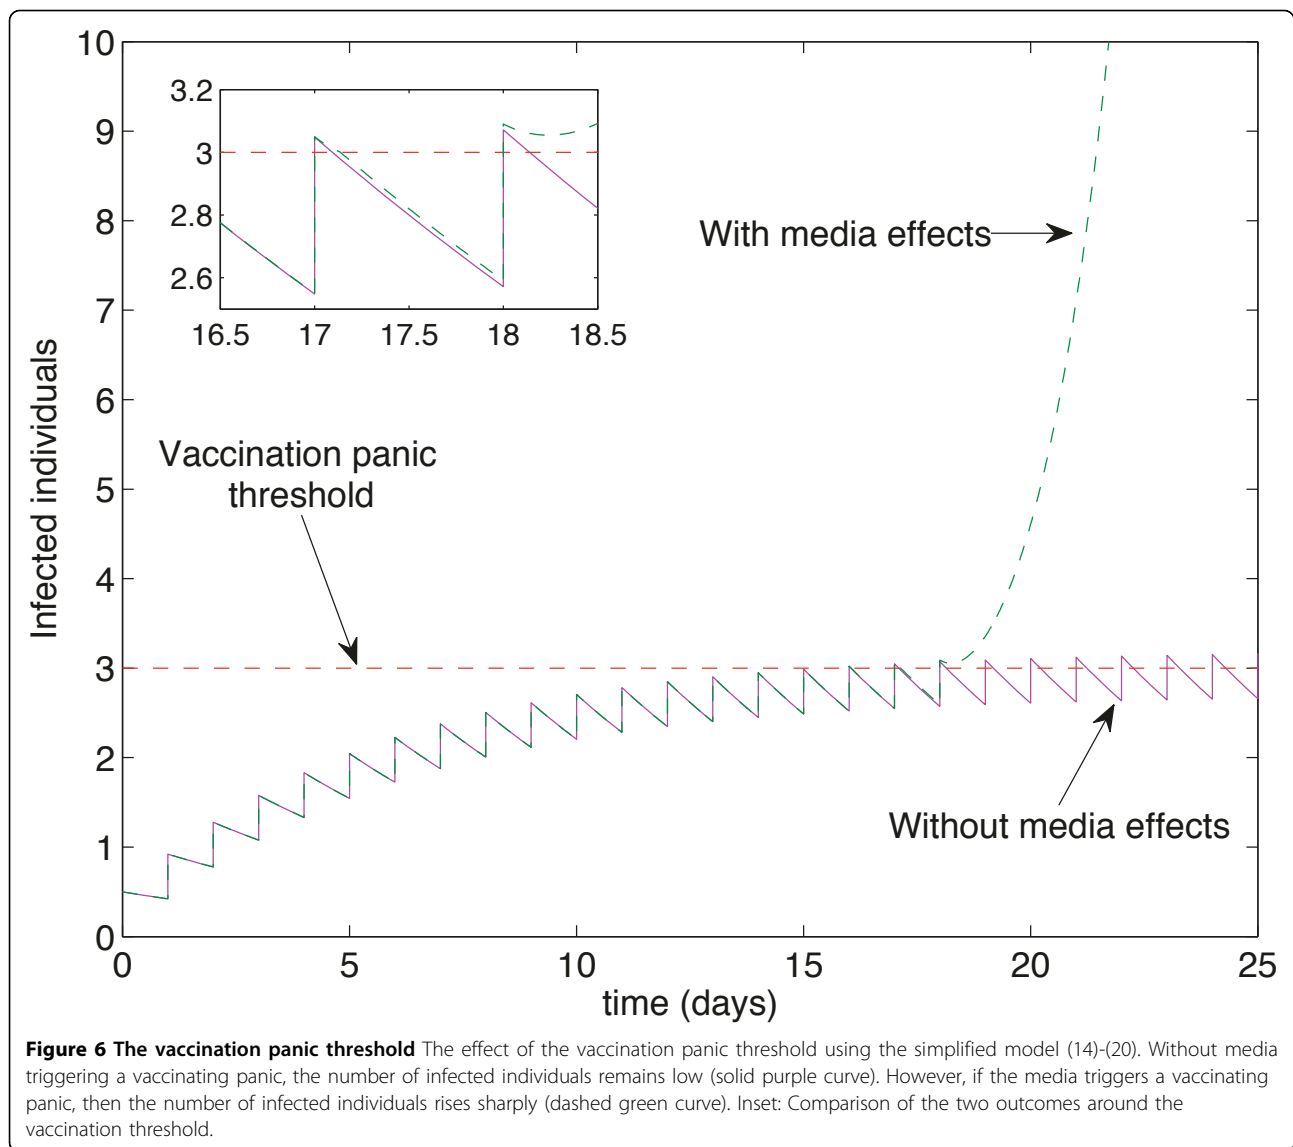 10
9
8
7
6
5
4
3
2
1
0
Infected individuals
3.2
3
2.8
2.6
16.5 17 17.5 18 18.5
With media effects
Vaccination panic
threshold
Without media effects
0 5 10 15 20 25
time (days)
Figure 6 The vaccination panic threshold The effect of the vaccination panic threshold using the simplified model (14)-(20). Without media
triggering a vaccinating panic, the number of infected individuals remains low (solid purple curve). However, if the media triggers a vaccinating
panic, then the number of infected individuals rises sharply (dashed green curve). Inset: Comparison of the two outcomes around the
vaccination threshold.